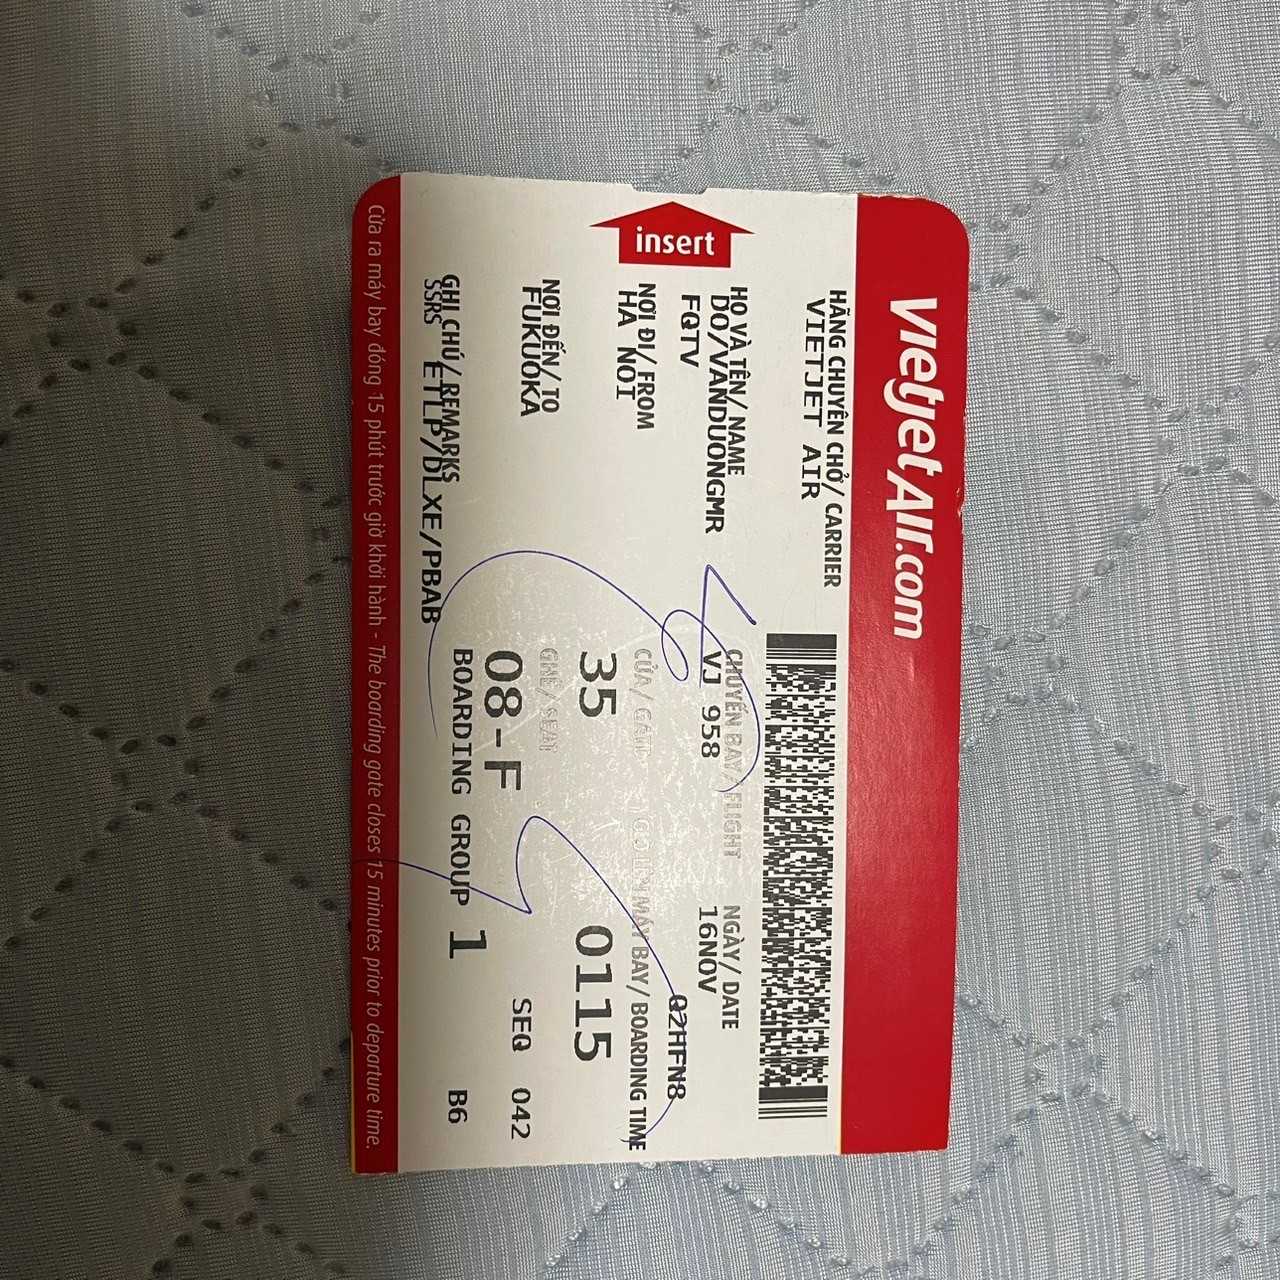 VietjetAir.com
insert
HÃNG CHUYÊN CHỞ/ CARRIER
VIETJET AIR
HỌ VÀ TÊN/ NAME
DO/VANDUONGMR
FQTV
NƠI ĐI/ FROM
HA NOI
NƠI ĐẾN/ TO
FUKUOKA
GHI CHÚ/ REMARKS
SSRS ETLP/DLXE/PBAB
CHUYẾN BAY/ FLIGHT
VJ 958
NGÀY/ DATE
16NOV
Q2HFN8
CỬA/ GATE
35
GIỜ LÊN MÁY BAY/ BOARDING TIME
0115
GHẾ/ SEAT
08-F
SEQ 042
BOARDING GROUP 1
B6
Cửa ra máy bay đóng 15 phút trước giờ khởi hành - The boarding gate closes 15 minutes prior to departure time.